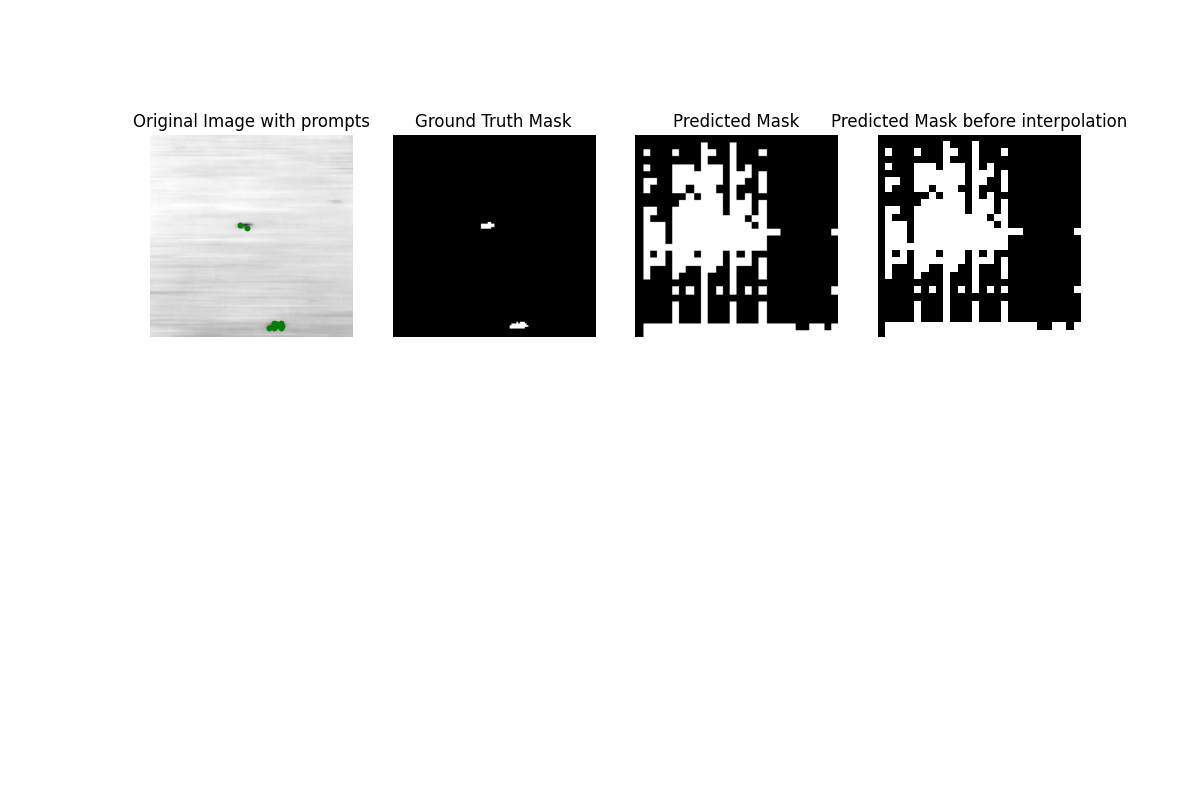 Original Image with prompts
Ground Truth Mask
Predicted Mask
Predicted Mask before interpolation